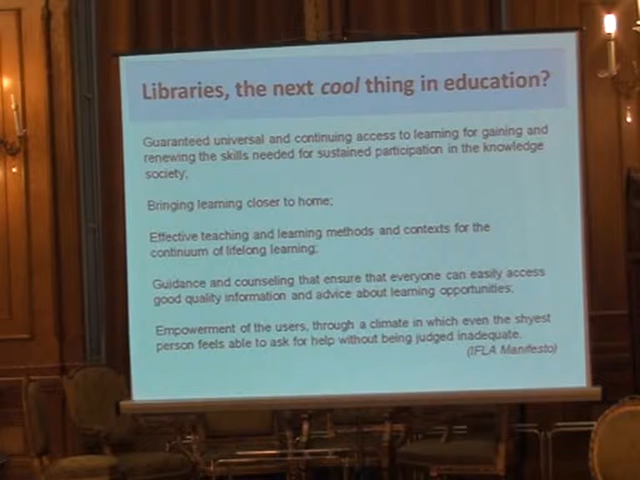 Libraries, the next cool thing in education?
Guaranteed universal and continuing access to learning for gaining and
renewing the skills needed for sustained participation in the knowledge
society;
Bringing learning closer to home;
Effective teaching and learning methods and contexts for the
continuum of lifelong learning;
Guidance and counseling that ensure that everyone can easily access
good quality information and advice about learning opportunities;
Empowerment of the users, through a climate in which even the shyest
person feels able to ask for help without being judged inadequate.
(IFLA Manifesto)